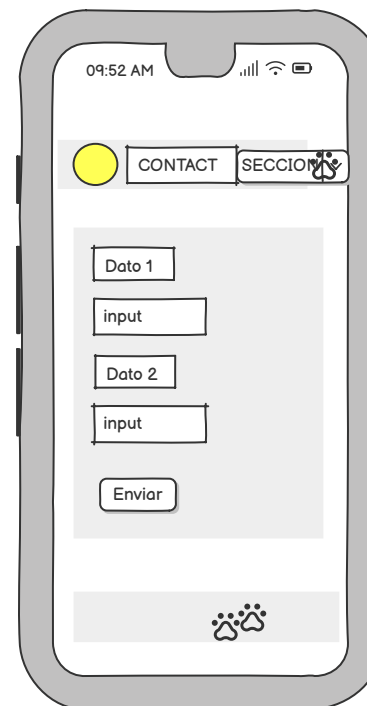 09:52 AM
CONTACT
SECCION
Dato 1
input
Dato 2
input
Enviar